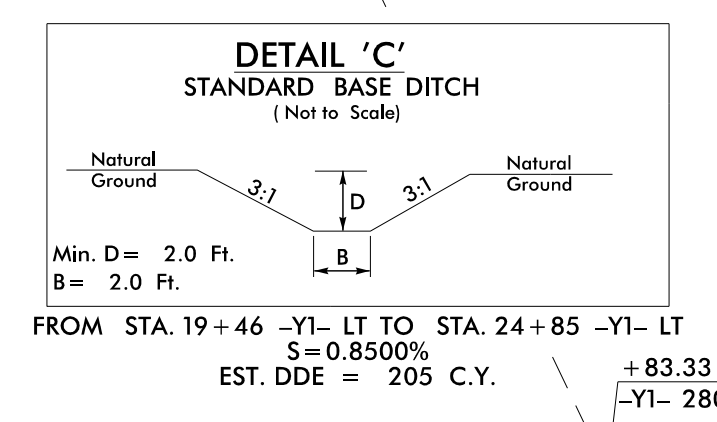 DETAIL 'C'
STANDARD BASE DITCH
( Not to Scale)
Natural
Ground
3:1
D
3:1
Natural
Ground
B
Min. D= 2.0 Ft.
B= 2.0 Ft.
FROM STA. 19+46 -Y1- LT TO STA. 24+85 -Y1- LT
S=0.8500%
EST. DDE = 205 C.Y.
+83.33
-Y1- 280